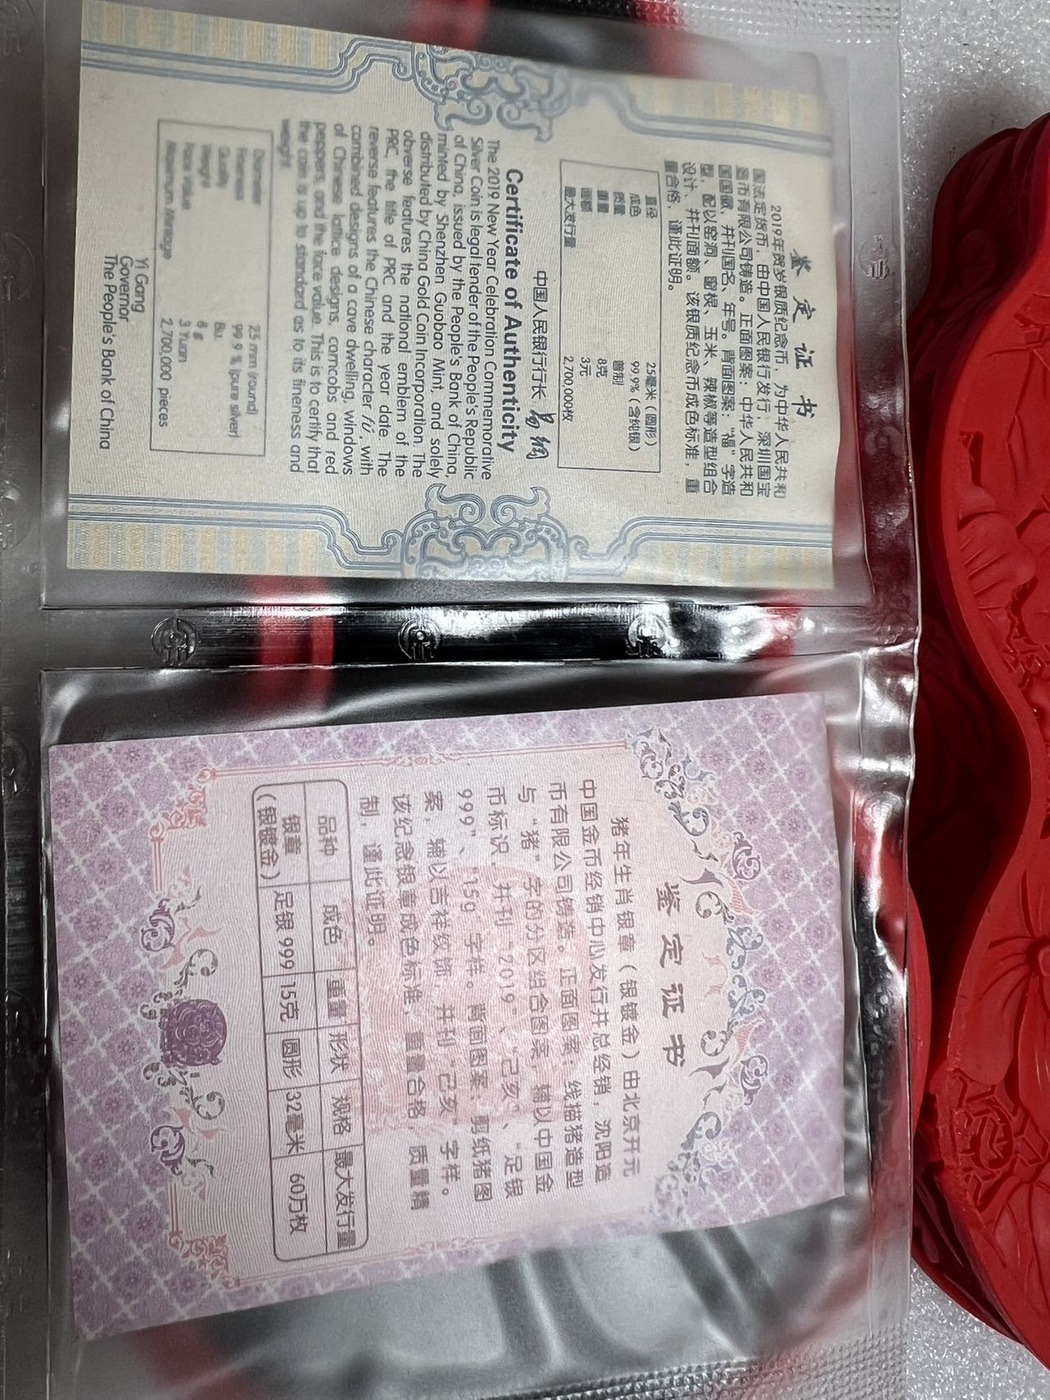 鉴定证书
2019年贺岁银质纪念币，为中华人民共和
国法定货币，由中国人民银行发行，深圳国宝
造币有限公司铸造。正面图案：中华人民共和
国国徽，并刊国名、年号。背面图案：“福”字造
型，配以窑洞、窗棂、玉米、辣椒等造型组合
设计，并刊面额。该银质纪念币成色标准，重
量合格，谨此证明。
直径 25毫米（圆形）
成色 99.9%（含纯银）
质量 普制
重量 8克
面额 3元
最大发行量 2,700,000枚
中国人民银行行长 易纲
Certificate of Authenticity
The 2019 New Year Celebration Commemorative
Silver Coin is legal tender of the People's Republic
of China, issued by the People's Bank of China,
minted by Shenzhen Guobao Mint, and solely
distributed by China Gold Coin Incorporation. The
obverse features the national emblem of the
PRC, the title of PRC and the year date. The
reverse features the Chinese character 福, with
combined designs of a cave dwelling, windows
of Chinese lattice designs, corncobs and red
peppers, and the face value. This is to certify that
the coin is up to standard as to its fineness and
weight.
Diameter 25 mm (round)
Fineness 99.9 % (pure silver)
Quality Bu.
Weight 8 g
Face Value 3 Yuan
Maximum Mintage 2,700,000 pieces
Yi Gang
Governor
The People's Bank of China
鉴定证书
猪年生肖银章（银镀金）由北京开元
中国金币经销中心发行并总经销，沈阳造
币有限公司铸造。正面图案：线描猪造型
与“猪”字的分区组合图案，辅以中国金
币标识，并刊“2019”、“己亥”、“足银
999”、“15g”字样。背面图案：剪纸猪图
案，辅以吉祥纹饰，并刊“己亥”字样。
该纪念银章成色标准，重量合格，质量精
制，谨此证明。
品种 成色 重量 形状 规格 最大发行量
银章（银镀金） 足银 999 15克 圆形 32毫米 60万枚